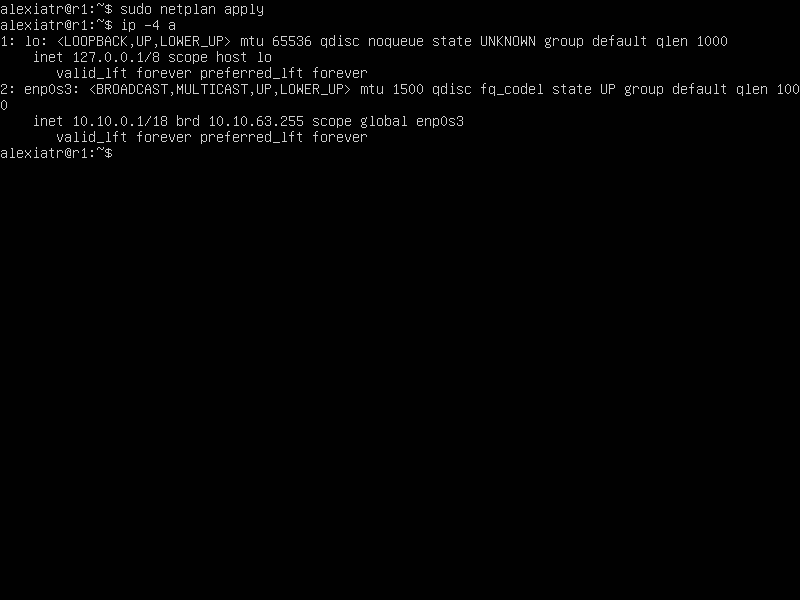 alexiatr@r1:~$ sudo netplan apply
alexiatr@r1:~$ ip -4 a
1: lo: <LOOPBACK,UP,LOWER_UP> mtu 65536 qdisc noqueue state UNKNOWN group default qlen 1000
    inet 127.0.0.1/8 scope host lo
       valid_lft forever preferred_lft forever
2: enp0s3: <BROADCAST,MULTICAST,UP,LOWER_UP> mtu 1500 qdisc fq_codel state UP group default qlen 100
0
    inet 10.10.0.1/18 brd 10.10.63.255 scope global enp0s3
       valid_lft forever preferred_lft forever
alexiatr@r1:~$